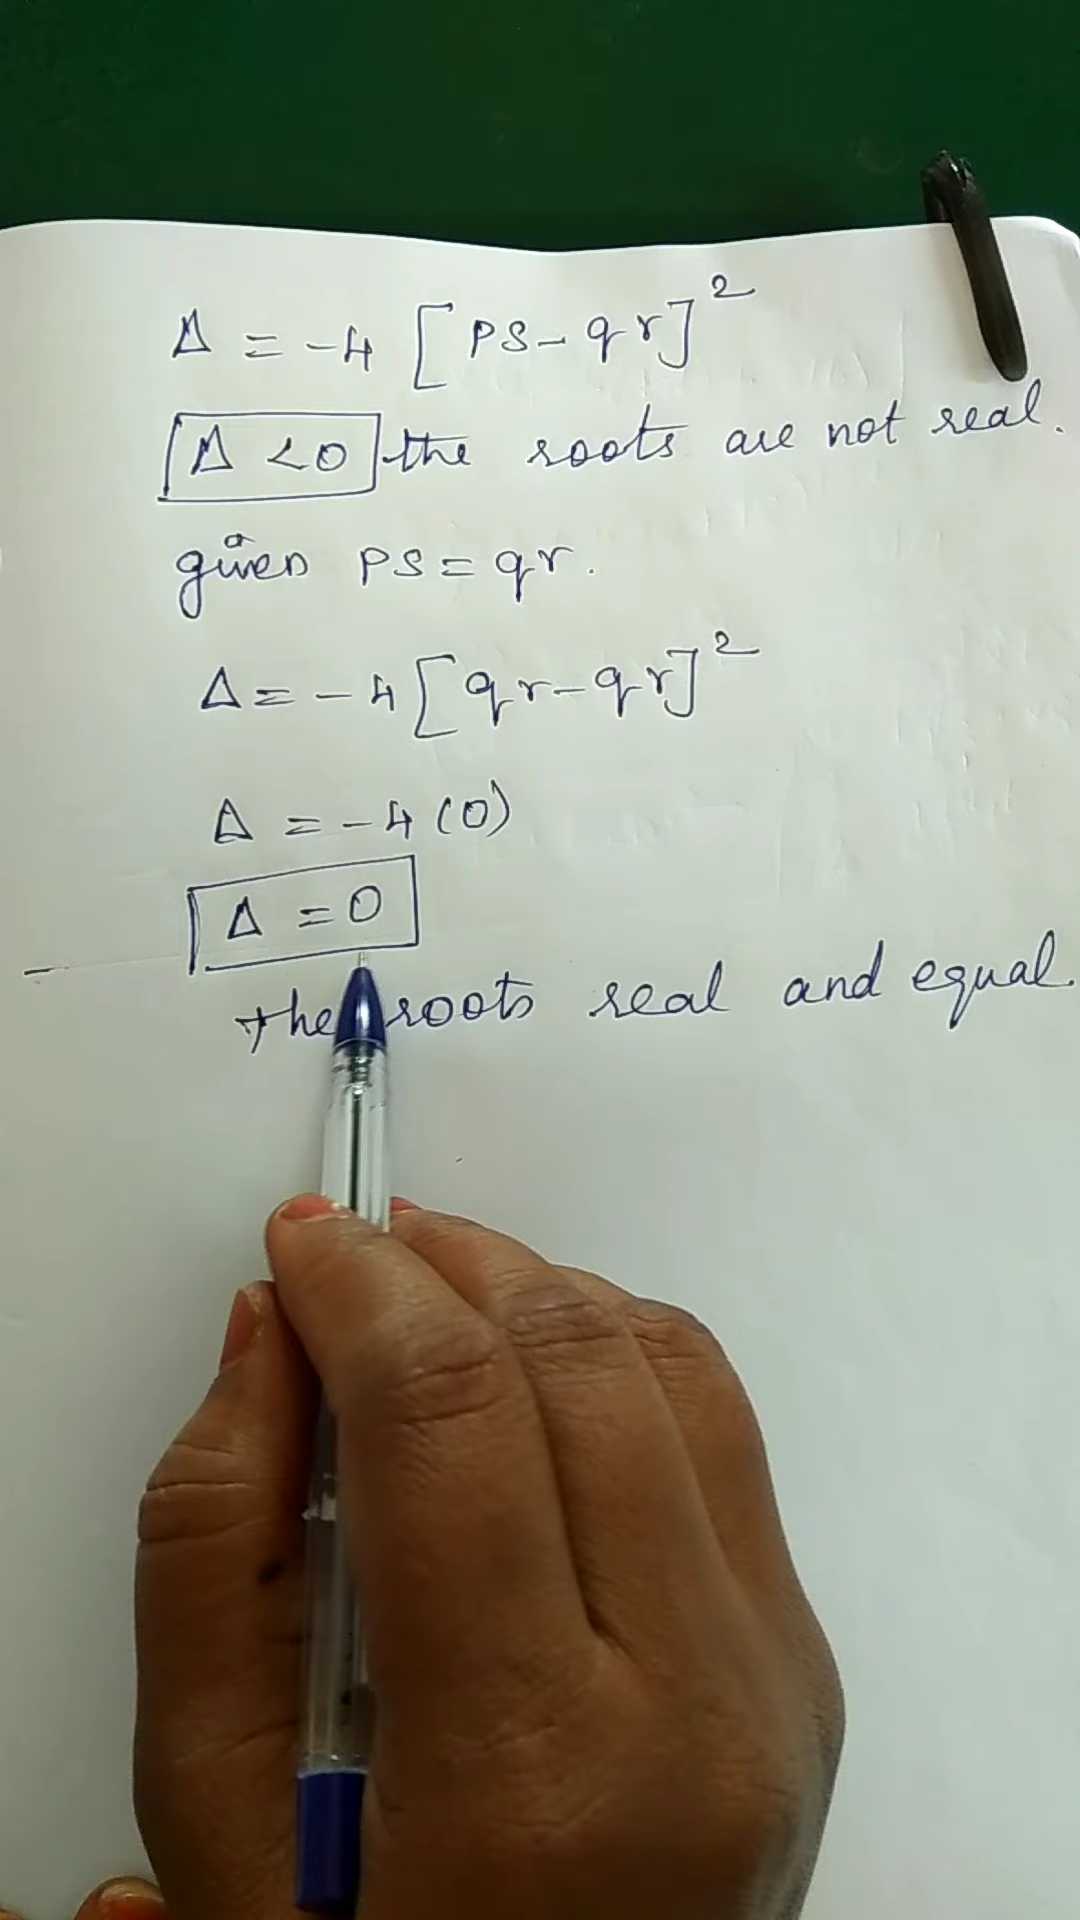 Δ = -4 [PS - qr]²
Δ <0 the roots are not real.
given PS = qr.
Δ = -4 [qr - qr]²
Δ = -4 (0)
Δ = 0
the roots real and equal.